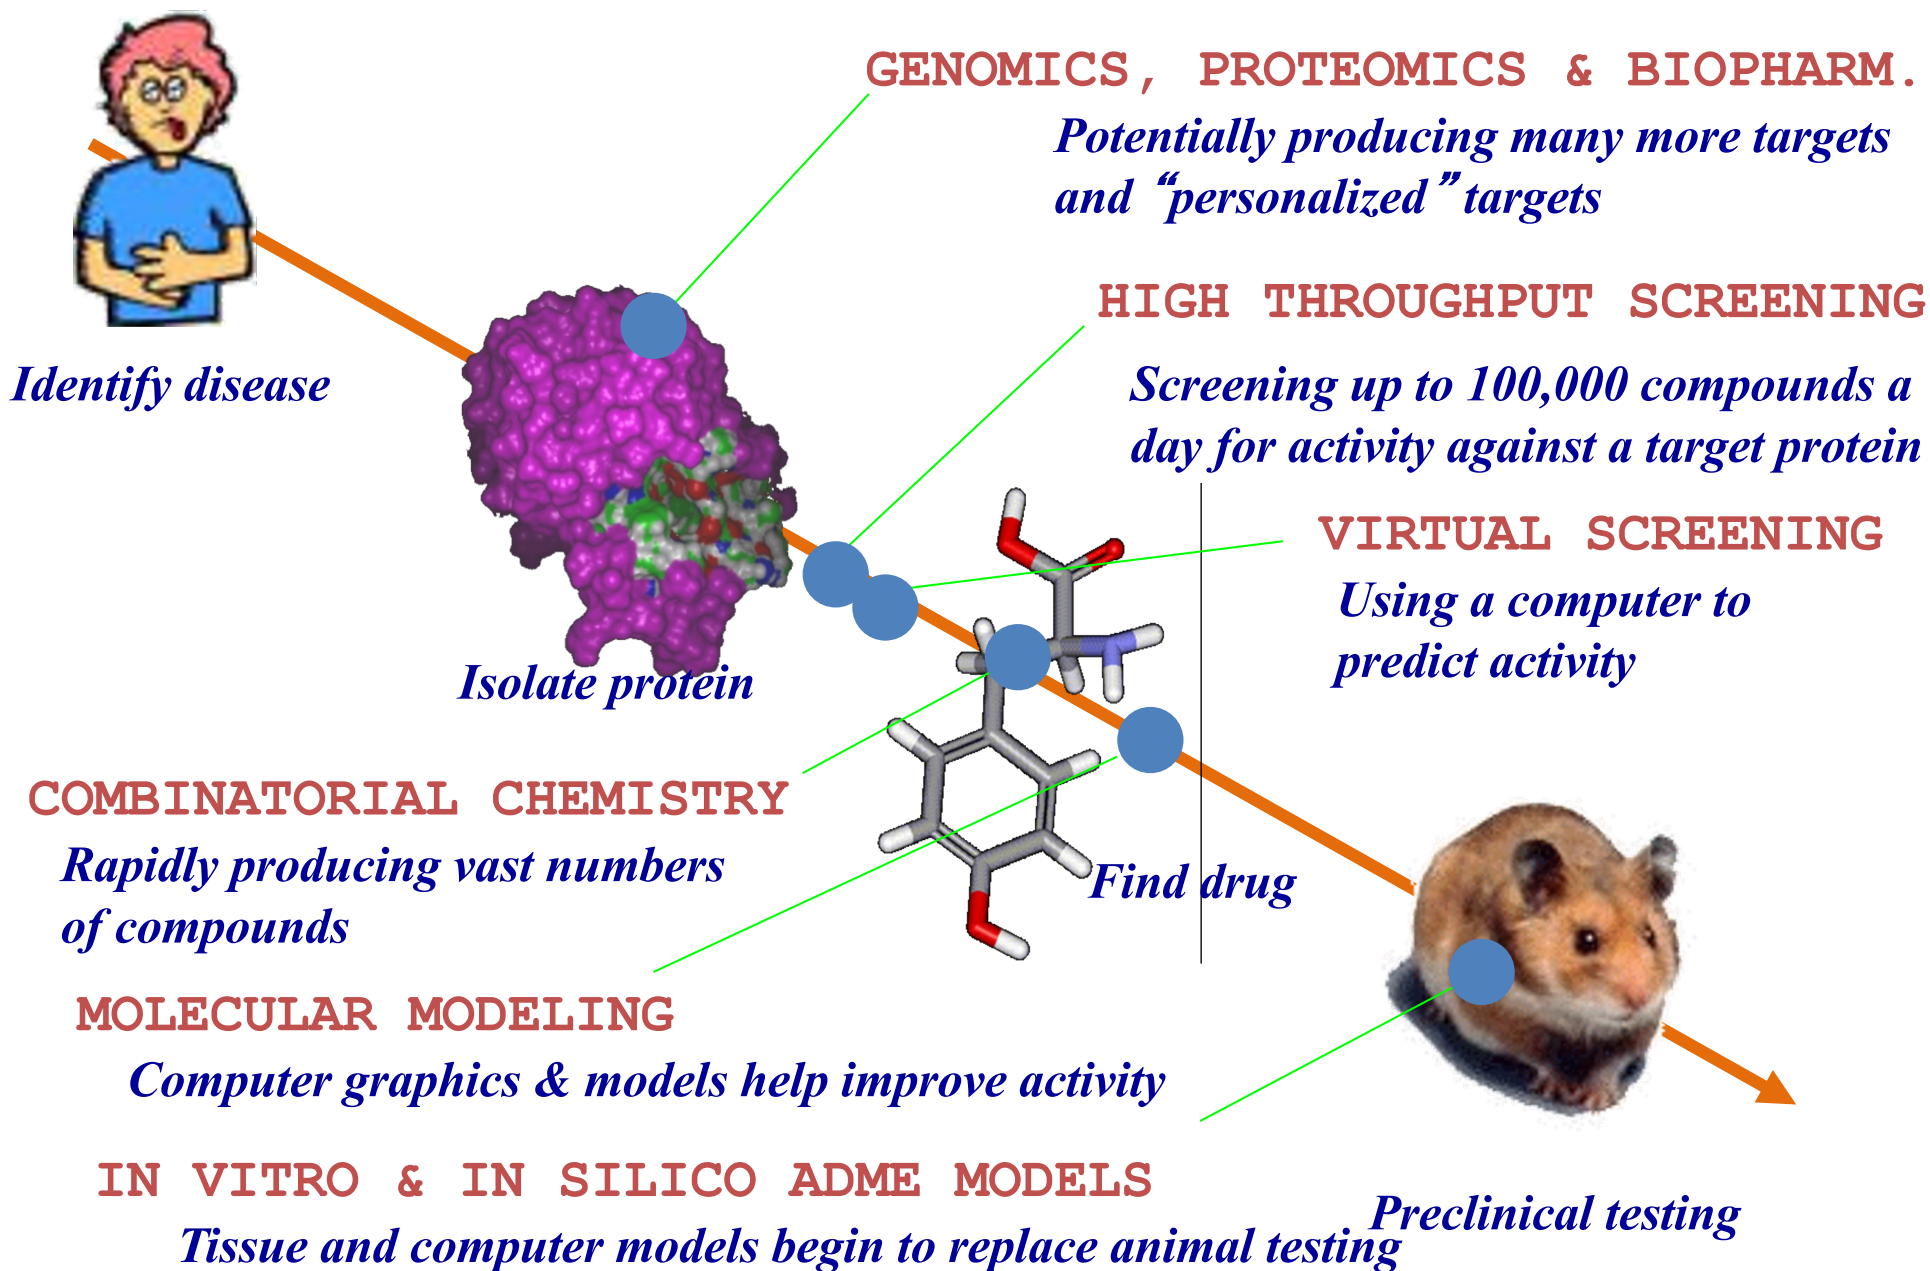 GENOMICS, PROTEOMICS & BIOPHARM.
Potentially producing many more targets
and “personalized” targets
HIGH THROUGHPUT SCREENING
Identify disease
Screening up to 100,000 compounds a
day for activity against a target protein
VIRTUAL SCREENING
Using a computer to
predict activity
Isolate protein
COMBINATORIAL CHEMISTRY
Rapidly producing vast numbers
of compounds
Find drug
MOLECULAR MODELING
Computer graphics & models help improve activity
IN VITRO & IN SILICO ADME MODELS
Tissue and computer models begin to replace animal testing
Preclinical testing